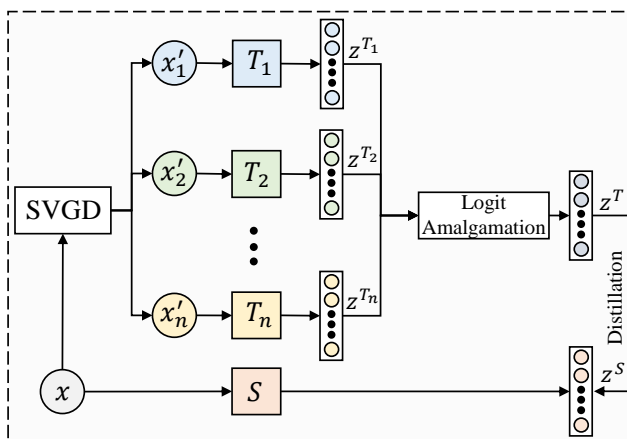 x′₁
T₁
z^{T₁}
x′₂
T₂
z^{T₂}
SVGD
Logit
Amalgamation
z^T
x′ₙ
Tₙ
z^{Tₙ}
Distillation
x
S
z^S